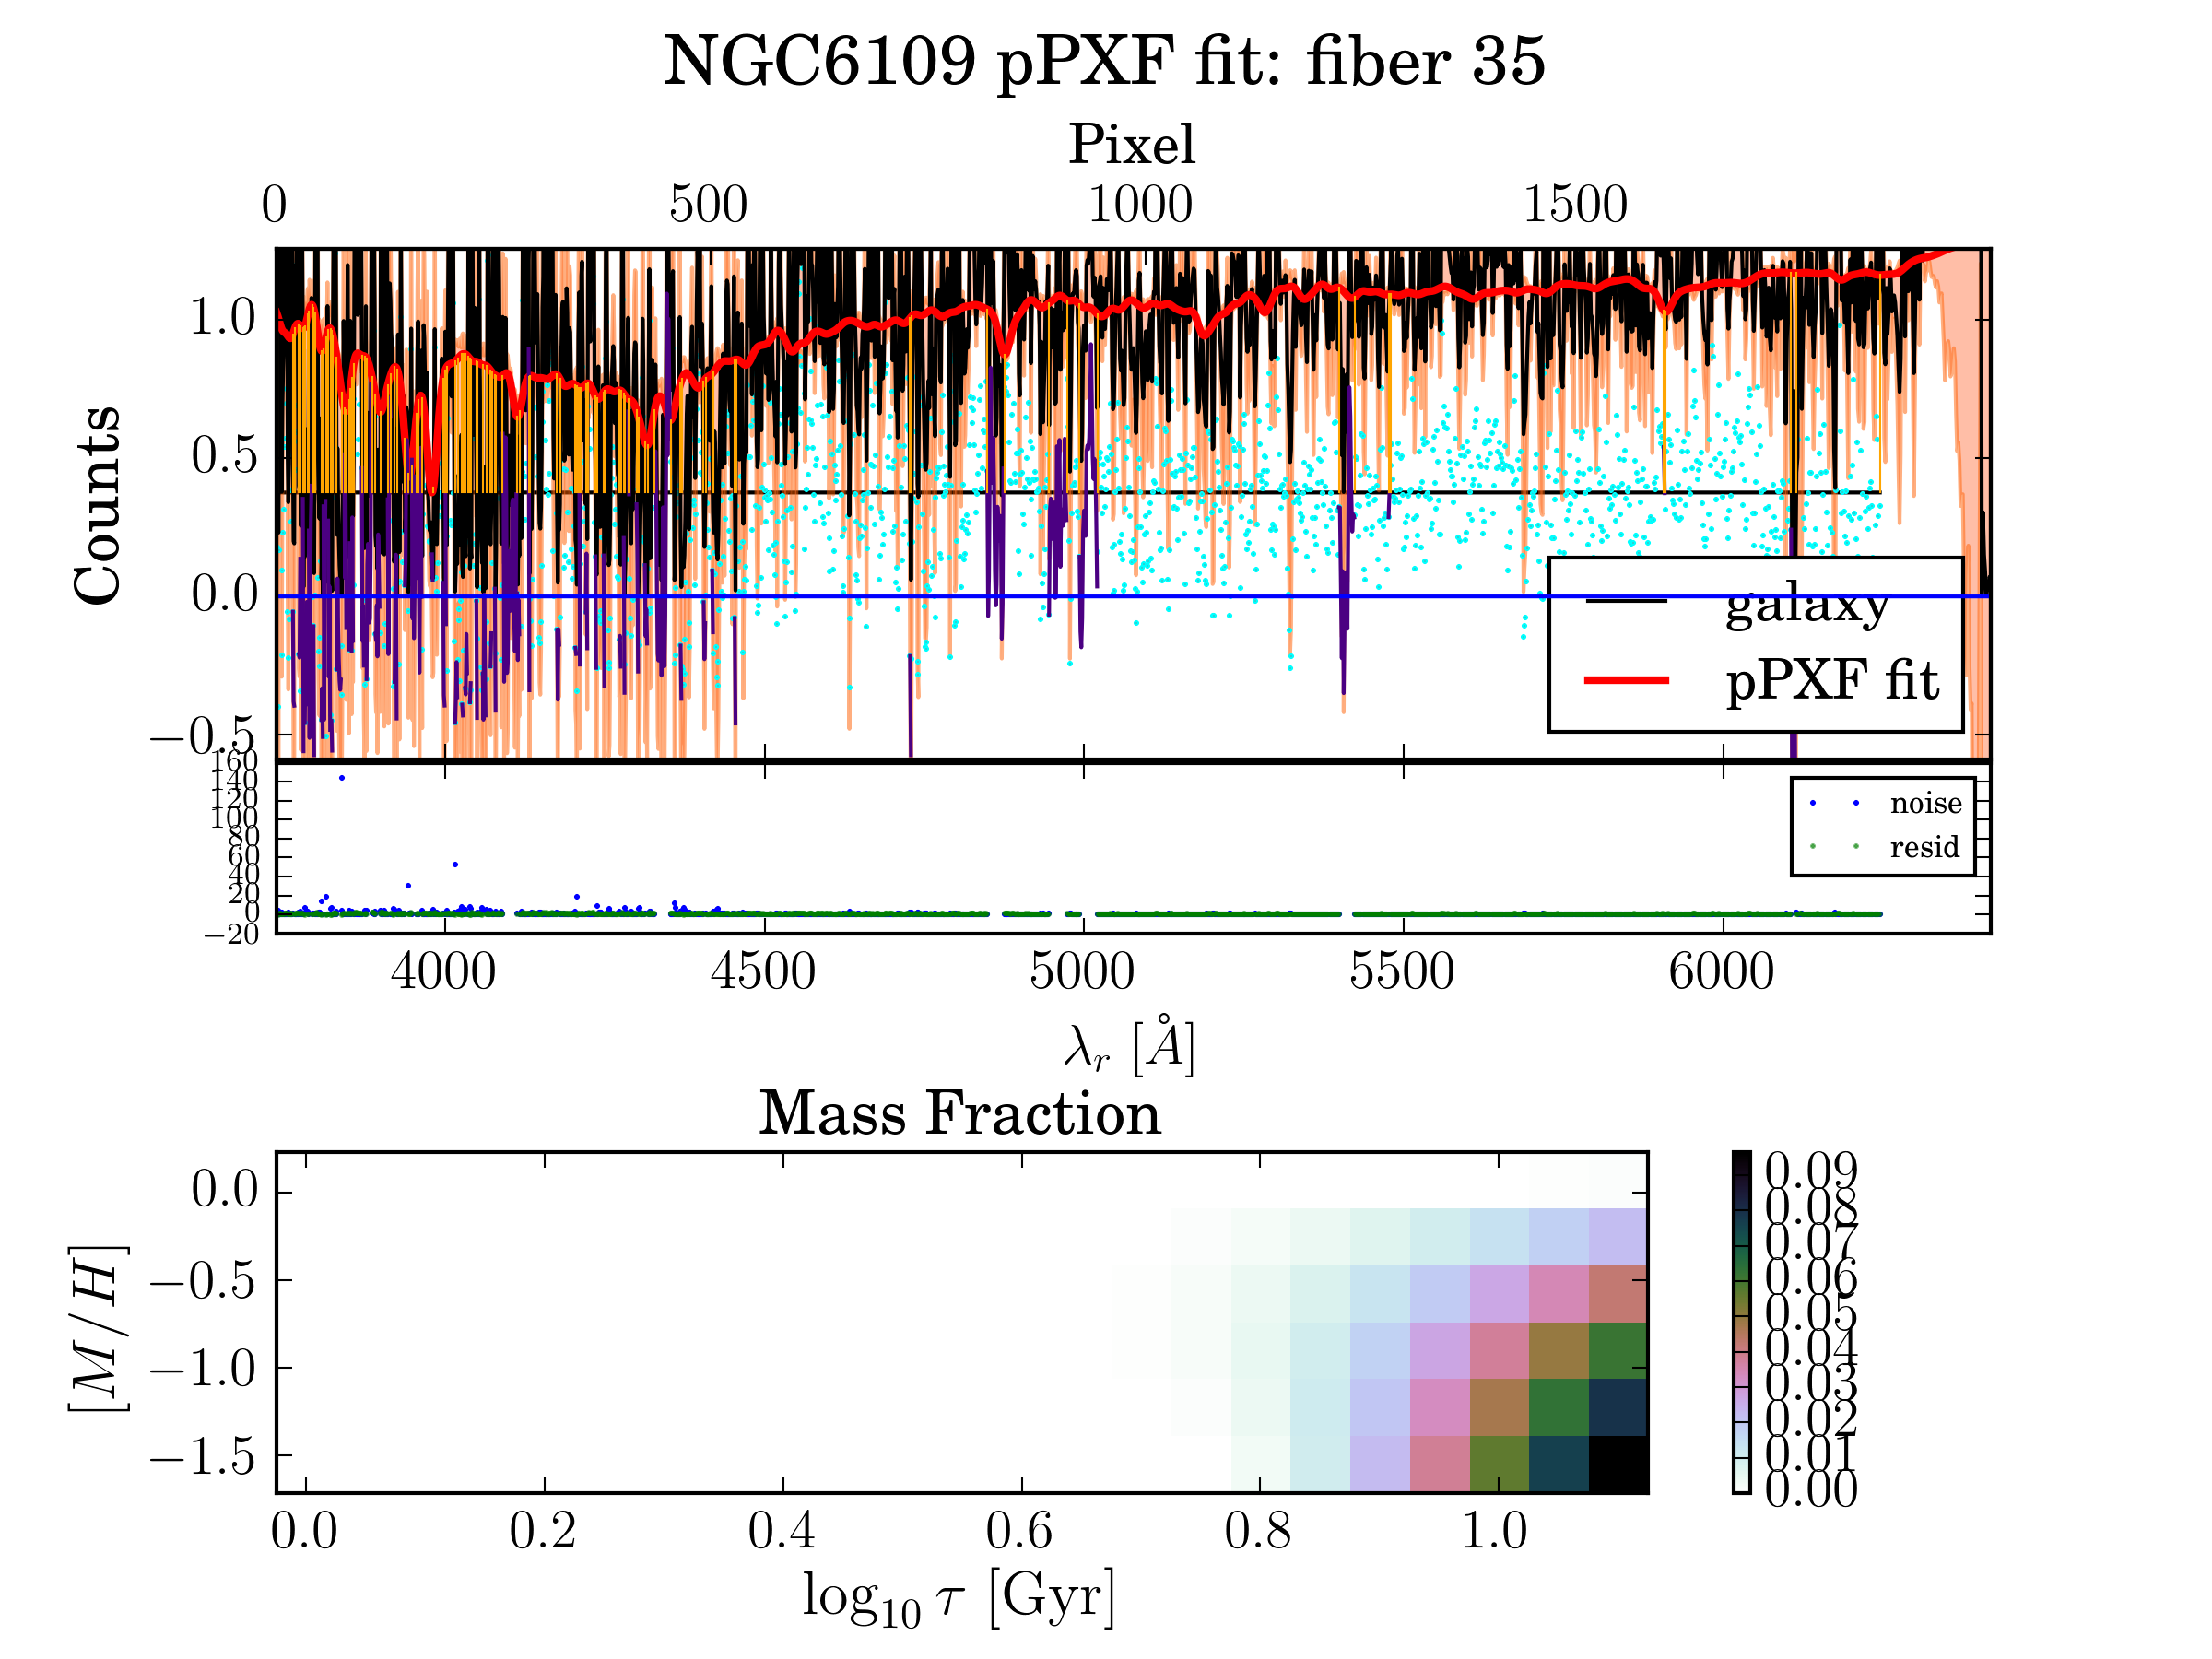 NGC6109 pPXF fit: fiber 35
Pixel
0 500 1000 1500
Counts
1.0
0.5
0.0
−0.5
galaxy
pPXF fit
160
140
120
100
80
60
40
20
0
−20
noise
resid
4000 4500 5000 5500 6000
λr [Å]
Mass Fraction
[M/H]
0.0
−0.5
−1.0
−1.5
0.0 0.2 0.4 0.6 0.8 1.0
log10 τ [Gyr]
0.09
0.08
0.07
0.06
0.05
0.04
0.03
0.02
0.01
0.00